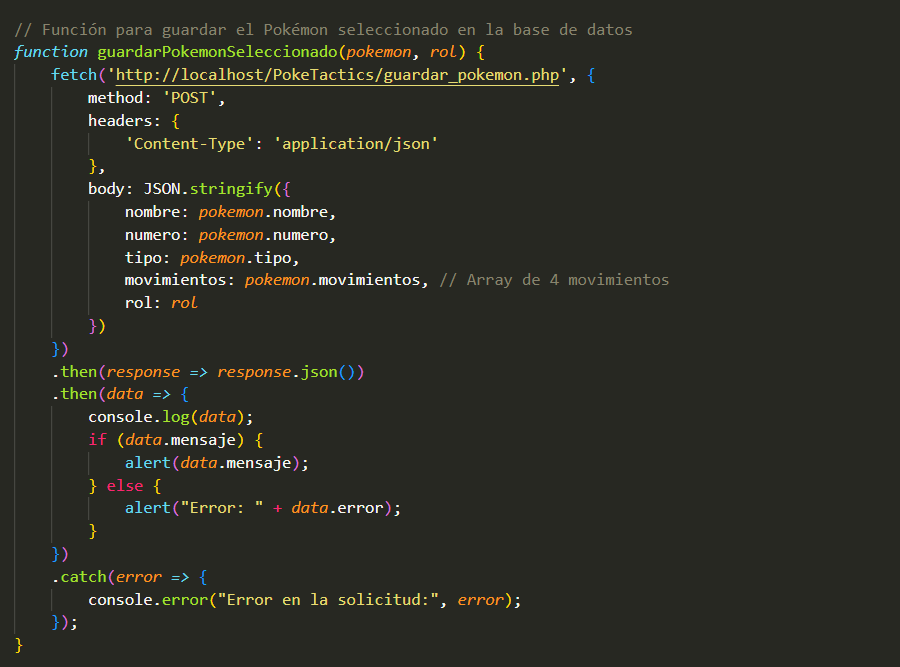 // Función para guardar el Pokémon seleccionado en la base de datos
function guardarPokemonSeleccionado(pokemon, rol) {
    fetch('http://localhost/PokeTactics/guardar_pokemon.php', {
        method: 'POST',
        headers: {
            'Content-Type': 'application/json'
        },
        body: JSON.stringify({
            nombre: pokemon.nombre,
            numero: pokemon.numero,
            tipo: pokemon.tipo,
            movimientos: pokemon.movimientos, // Array de 4 movimientos
            rol: rol
        })
    })
    .then(response => response.json())
    .then(data => {
        console.log(data);
        if (data.mensaje) {
            alert(data.mensaje);
        } else {
            alert("Error: " + data.error);
        }
    })
    .catch(error => {
        console.error("Error en la solicitud:", error);
    });
}